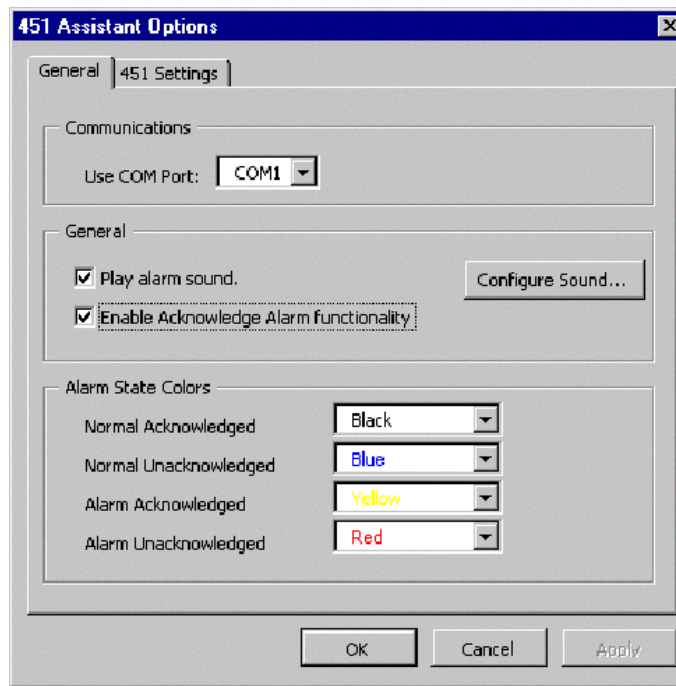 451 Assistant Options
General 451 Settings
Communications
Use COM Port: COM1
General
Play alarm sound. Configure Sound...
Enable Acknowledge Alarm functionality
Alarm State Colors
Normal Acknowledged Black
Normal Unacknowledged Blue
Alarm Acknowledged Yellow
Alarm Unacknowledged Red
OK Cancel Apply